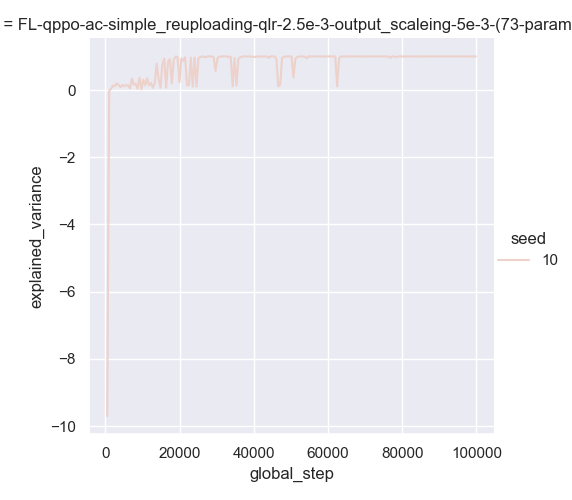 = FL-qppo-ac-simple_reuploading-qlr-2.5e-3-output_scaleing-5e-3-(73-param
0
−2
−4
−6
−8
−10
explained_variance
0 20000 40000 60000 80000 100000
global_step
seed
10